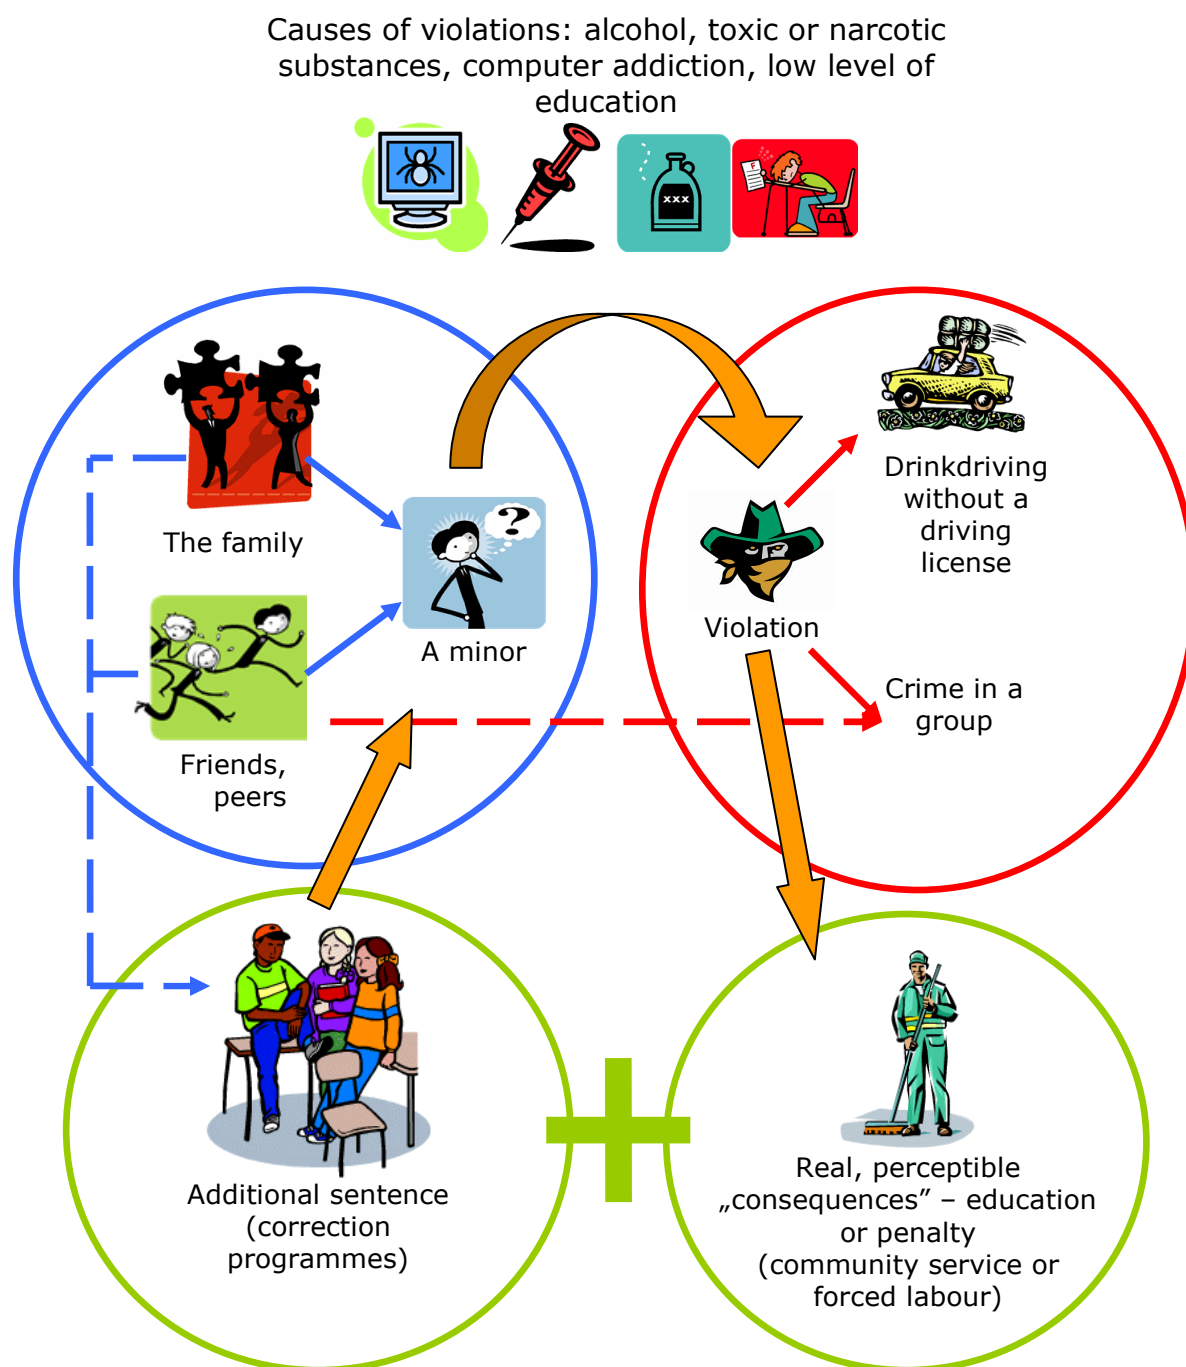 Causes of violations: alcohol, toxic or narcotic
substances, computer addiction, low level of
education
xxx
F
?
The family
A minor
Friends,
peers
Drinkdriving
without a
driving
license
Violation
Crime in a
group
Additional sentence
(correction
programmes)
Real, perceptible
„consequences” – education
or penalty
(community service or
forced labour)